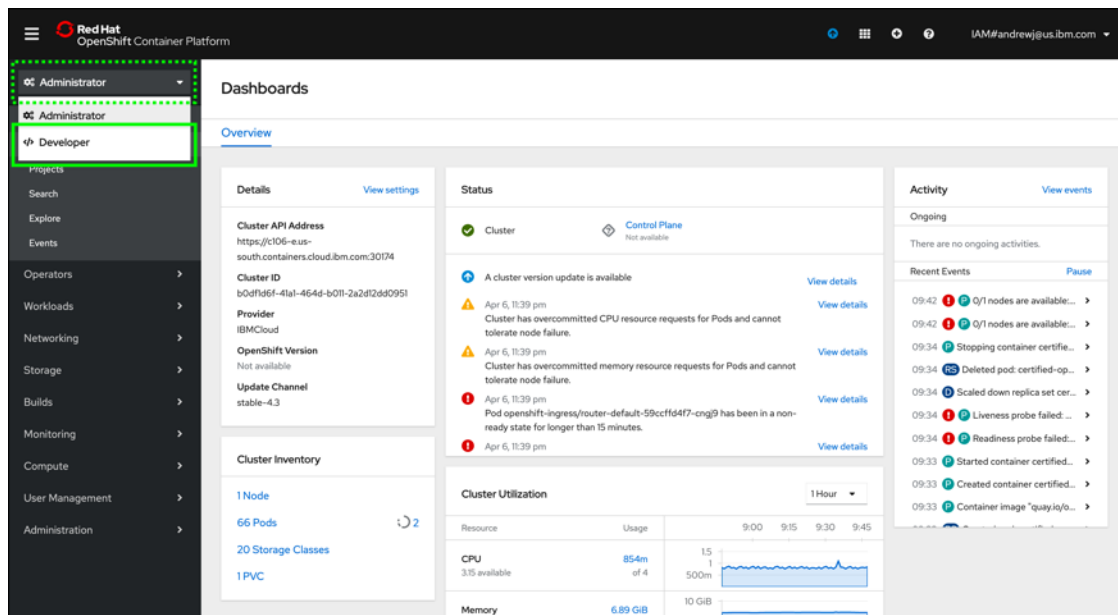 Red Hat
OpenShift Container Platform
IAM#andrewj@us.ibm.com
Administrator
Administrator
Developer
Projects
Search
Explore
Events
Operators
Workloads
Networking
Storage
Builds
Monitoring
Compute
User Management
Administration
Dashboards
Overview
Details
View settings
Cluster API Address
https://c106-e.us-
south.containers.cloud.ibm.com:30174
Cluster ID
b0df1d6f-41a1-464d-b011-2a2d12dd0951
Provider
IBMCloud
OpenShift Version
Not available
Update Channel
stable-4.3
Cluster Inventory
1 Node
66 Pods
2
20 Storage Classes
1 PVC
Status
Cluster
Control Plane
Not available
A cluster version update is available
View details
Apr 6, 11:39 pm
View details
Cluster has overcommitted CPU resource requests for Pods and cannot
tolerate node failure.
Apr 6, 11:39 pm
View details
Cluster has overcommitted memory resource requests for Pods and cannot
tolerate node failure.
Apr 6, 11:39 pm
View details
Pod openshift-ingress/router-default-59ccffd4f7-cngj9 has been in a non-
ready state for longer than 15 minutes.
Apr 6, 11:39 pm
View details
Cluster Utilization
1 Hour
Resource
Usage
9:00 9:15 9:30 9:45
CPU
854m
3.15 available
of 4
1.5
1
500m
Memory
6.89 GiB
10 GiB
Activity
View events
Ongoing
There are no ongoing activities.
Recent Events
Pause
09:42 P 0/1 nodes are available:...
09:42 P 0/1 nodes are available:...
09:34 P Stopping container certifie...
09:34 RS Deleted pod: certified-op...
09:34 D Scaled down replica set cer...
09:34 P Liveness probe failed: ...
09:34 P Readiness probe failed:...
09:33 P Started container certified...
09:33 P Created container certified...
09:33 P Container image "quay.io/o...